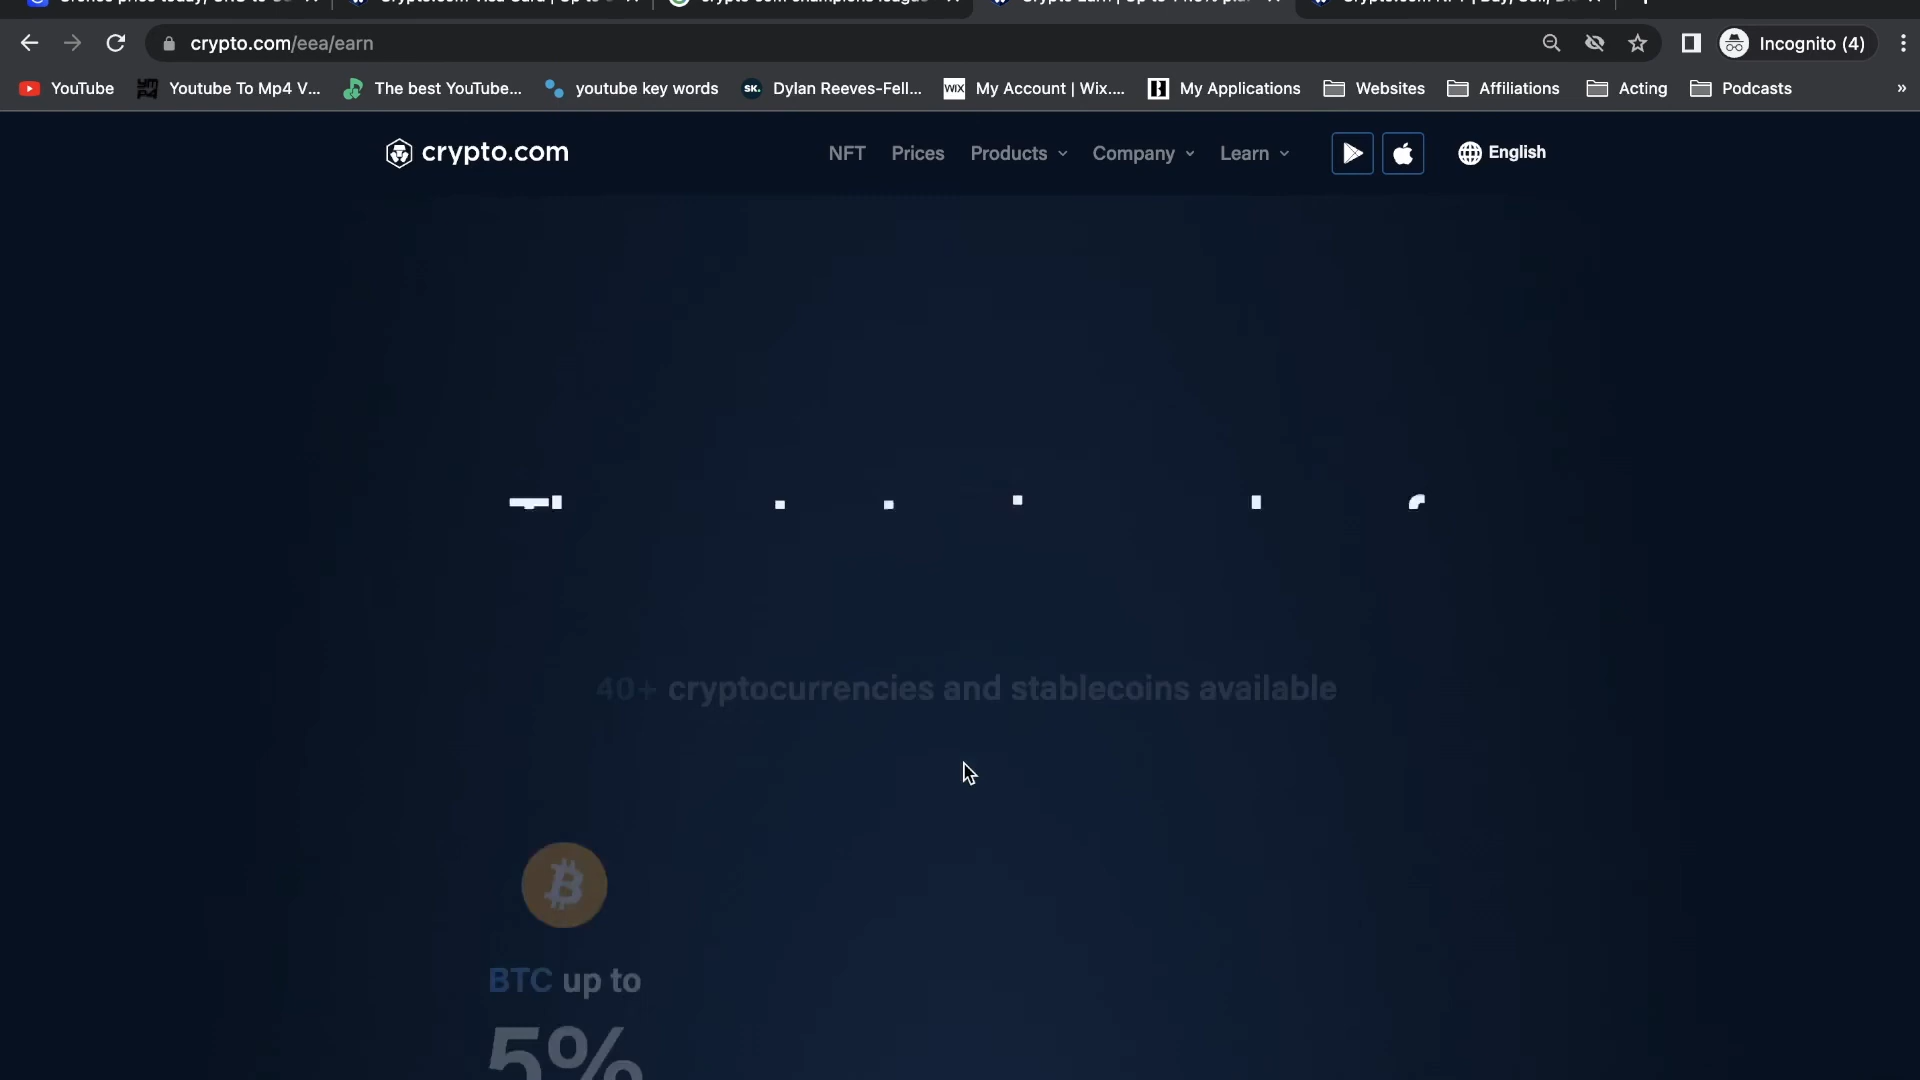 crypto.com/eea/earn
Incognito (4)
YouTube
Youtube To Mp4 V...
The best YouTube...
youtube key words
SK.
Dylan Reeves-Fell...
WIX
My Account | Wix....
My Applications
Websites
Affiliations
Acting
Podcasts
»
crypto.com
NFT
Prices
Products
Company
Learn
English
40+ cryptocurrencies and stablecoins available
BTC up to
5%